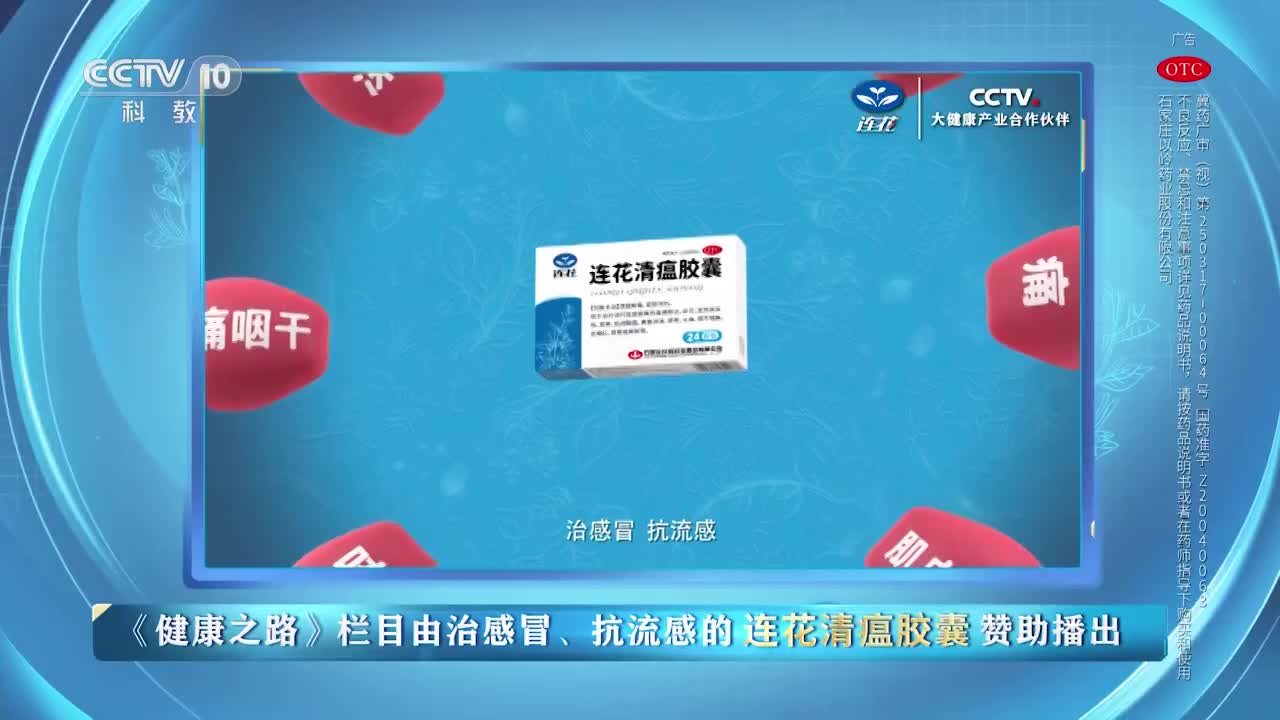 CCTV 10
科教
连花
CCTV
大健康产业合作伙伴
广告
OTC
冀药广审（视）第250317-00064号 国药准字Z20040063
不良反应、禁忌和注意事项详见药品说明书，请按药品说明书或者在药师指导下购买和使用
石家庄以岭药业股份有限公司
痛咽干
痛
连花
OTC
连花清瘟胶囊
24
治感冒 抗流感
《健康之路》栏目由治感冒、抗流感的 连花清瘟胶囊 赞助播出